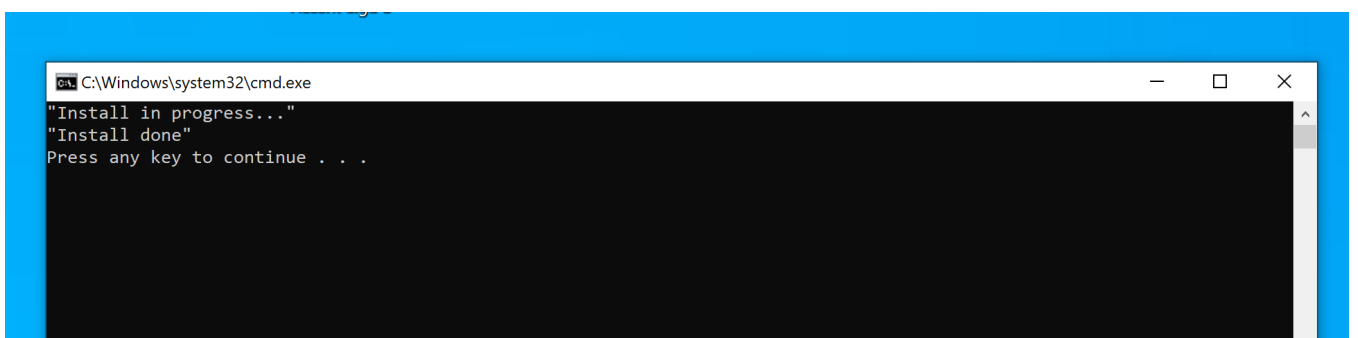 C:\Windows\system32\cmd.exe
"Install in progress..."
"Install done"
Press any key to continue . . .